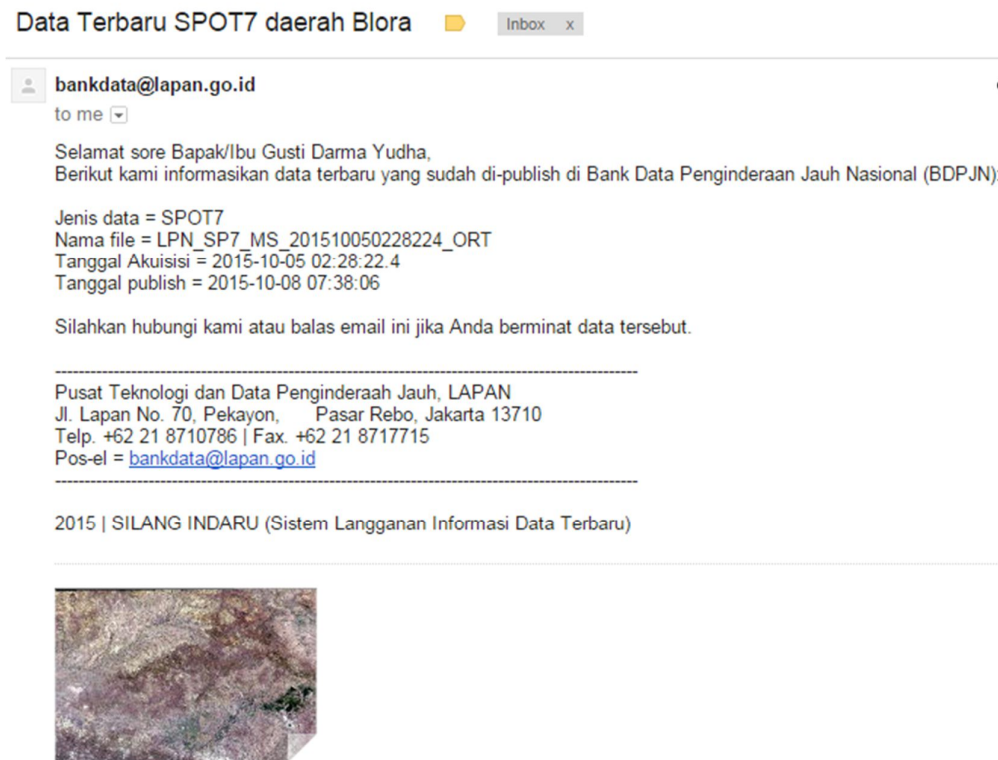 Data Terbaru SPOT7 daerah Blora
Inbox x
bankdata@lapan.go.id
to me
Selamat sore Bapak/Ibu Gusti Darma Yudha,
Berikut kami informasikan data terbaru yang sudah di-publish di Bank Data Penginderaan Jauh Nasional (BDPJN):
Jenis data = SPOT7
Nama file = LPN_SP7_MS_201510050228224_ORT
Tanggal Akuisisi = 2015-10-05 02:28:22.4
Tanggal publish = 2015-10-08 07:38:06
Silahkan hubungi kami atau balas email ini jika Anda berminat data tersebut.
------------------------------------------------------------
Pusat Teknologi dan Data Penginderaah Jauh, LAPAN
Jl. Lapan No. 70, Pekayon, Pasar Rebo, Jakarta 13710
Telp. +62 21 8710786 | Fax. +62 21 8717715
Pos-el = bankdata@lapan.go.id
------------------------------------------------------------
2015 | SILANG INDARU (Sistem Langganan Informasi Data Terbaru)